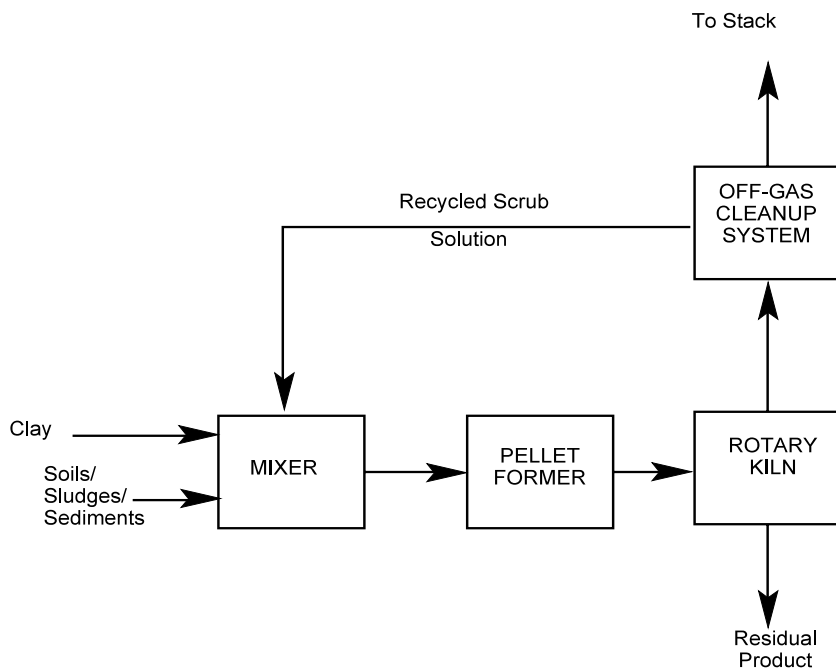 To Stack
OFF-GAS
CLEANUP
SYSTEM
Recycled Scrub
Solution
Clay
Soils/
Sludges/
Sediments
MIXER
PELLET
FORMER
ROTARY
KILN
Residual
Product